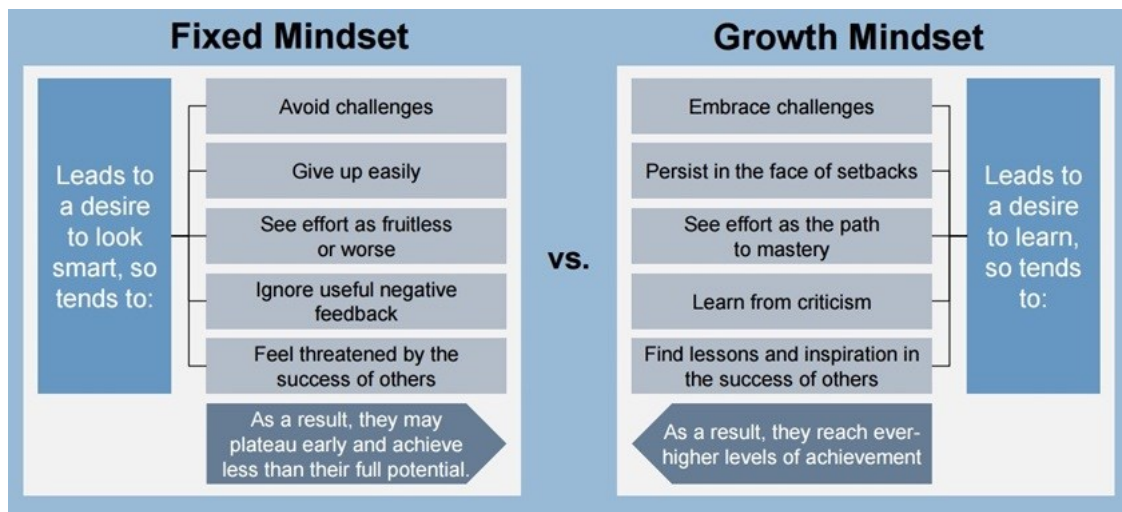 Fixed Mindset
Leads to
a desire
to look
smart, so
tends to:
Avoid challenges
Give up easily
See effort as fruitless
or worse
Ignore useful negative
feedback
Feel threatened by the
success of others
As a result, they may
plateau early and achieve
less than their full potential.
vs.
Growth Mindset
Embrace challenges
Persist in the face of setbacks
See effort as the path
to mastery
Learn from criticism
Find lessons and inspiration in
the success of others
Leads to
a desire
to learn,
so tends
to:
As a result, they reach ever-
higher levels of achievement